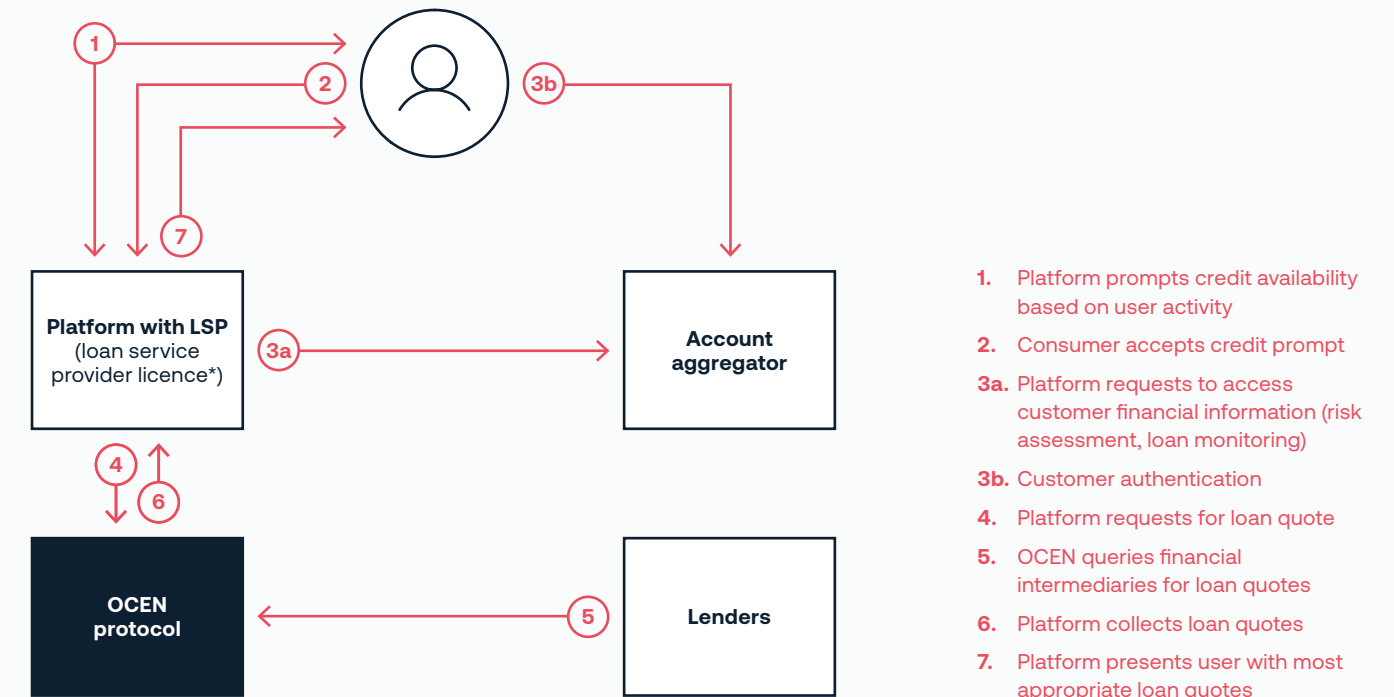 1
2
3b
7
Platform with LSP
(loan service
provider licence*)
3a
Account
aggregator
4
6
OCEN
protocol
5
Lenders
1. Platform prompts credit availability
based on user activity
2. Consumer accepts credit prompt
3a. Platform requests to access
customer financial information (risk
assessment, loan monitoring)
3b. Customer authentication
4. Platform requests for loan quote
5. OCEN queries financial
intermediaries for loan quotes
6. Platform collects loan quotes
7. Platform presents user with most
appropriate loan quotes